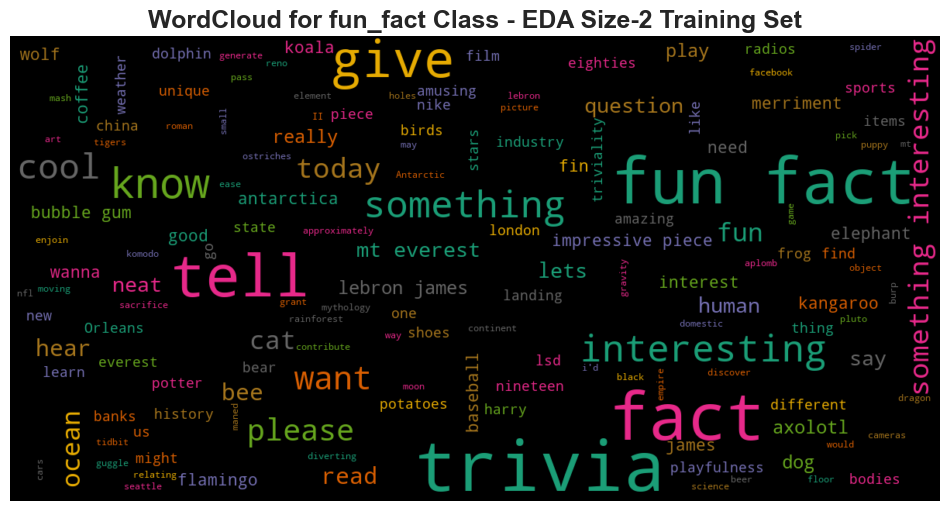 WordCloud for fun_fact Class - EDA Size-2 Training Set
wolf
dolphin
generate
koala
give
film
play
radios
spider
eighties
facebook
coffee
weather
pass
reno
mash
unique
small
element
holes
amusing
nike
lebron
picture
question
like
merriment
sports
something interesting
items
china
roman
II
piece
birds
art
tigers
really
may
stars
industry
triviality
need
pick
puppy
mt
cool
know
ostriches
today
Antarctic
fin
fun fact
ease
antarctica
something
bubble gum
state
approximately
london
amazing
game
enjoin
good
go
mt everest
impressive piece
fun
elephant
komodo
frog
find
wanna
neat
tell
lebron james
lets
landing
gravity
interest
aplomb
object
nfl
moving
sacrifice
grant
mythology
human
kangaroo
burp
pluto
new
Orleans
rainforest
one
shoes
continent
domestic
thing
hear
everest
cat
contribute
way
interesting
say
learn
bear
lsd
i'd
discover
potter
bee
want
moon
nineteen
black
empire
dragon
potatoes
baseball
harry
fact
different
banks
history
manned
please
james
axolotl
cameras
ocean
us
tidbit
would
might
guggle
diverting
trivia
playfulness
dog
cars
relating
flamingo
read
beer
floor
bodies
seattle
science